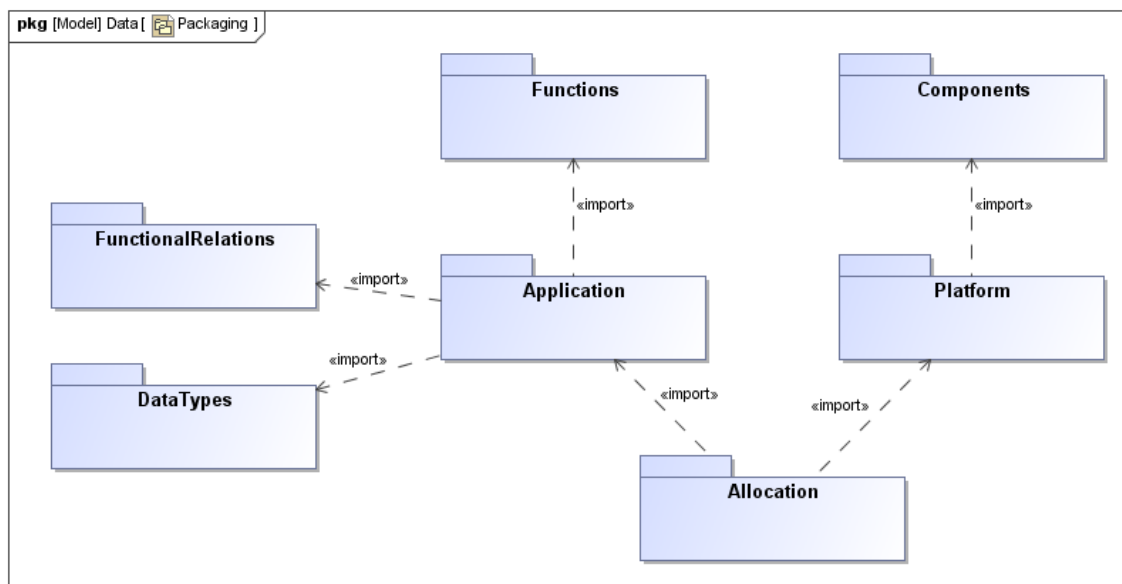 pkg [Model] Data [ Packaging ]
Functions
Components
«import»
«import»
FunctionalRelations
«import»
Application
Platform
«import»
DataTypes
«import»
«import»
Allocation